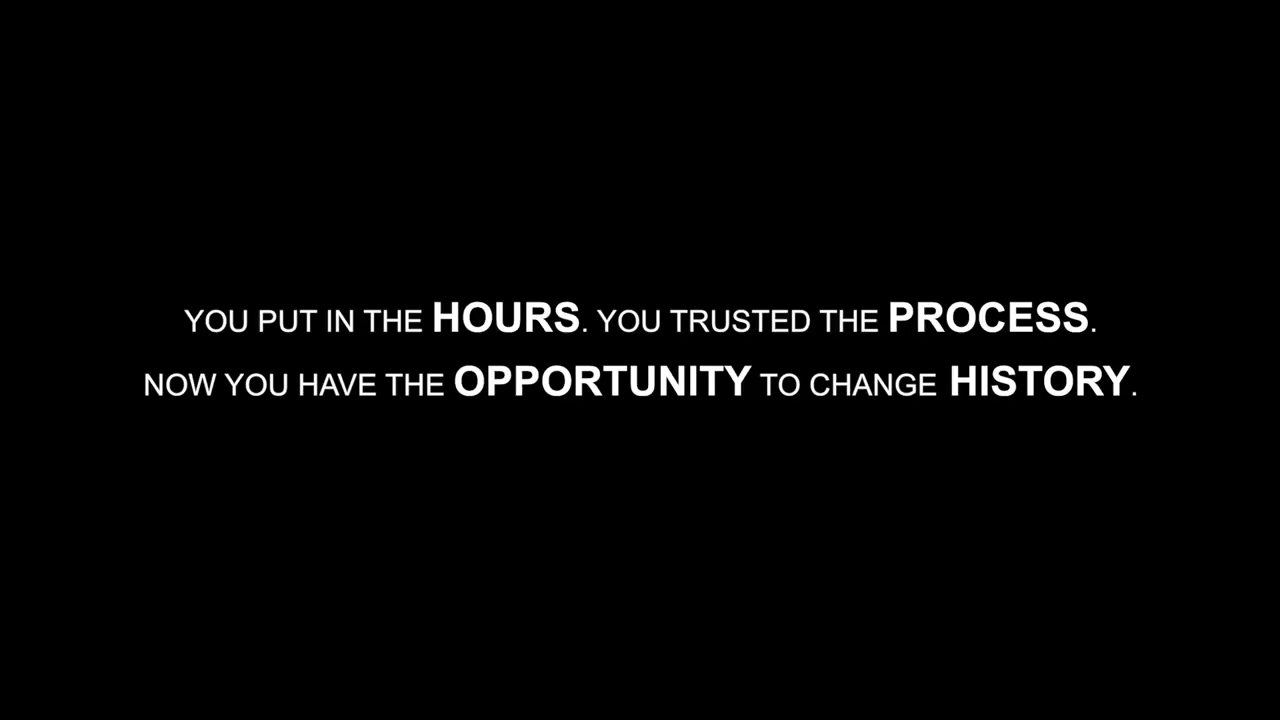 YOU PUT IN THE HOURS. YOU TRUSTED THE PROCESS.
NOW YOU HAVE THE OPPORTUNITY TO CHANGE HISTORY.